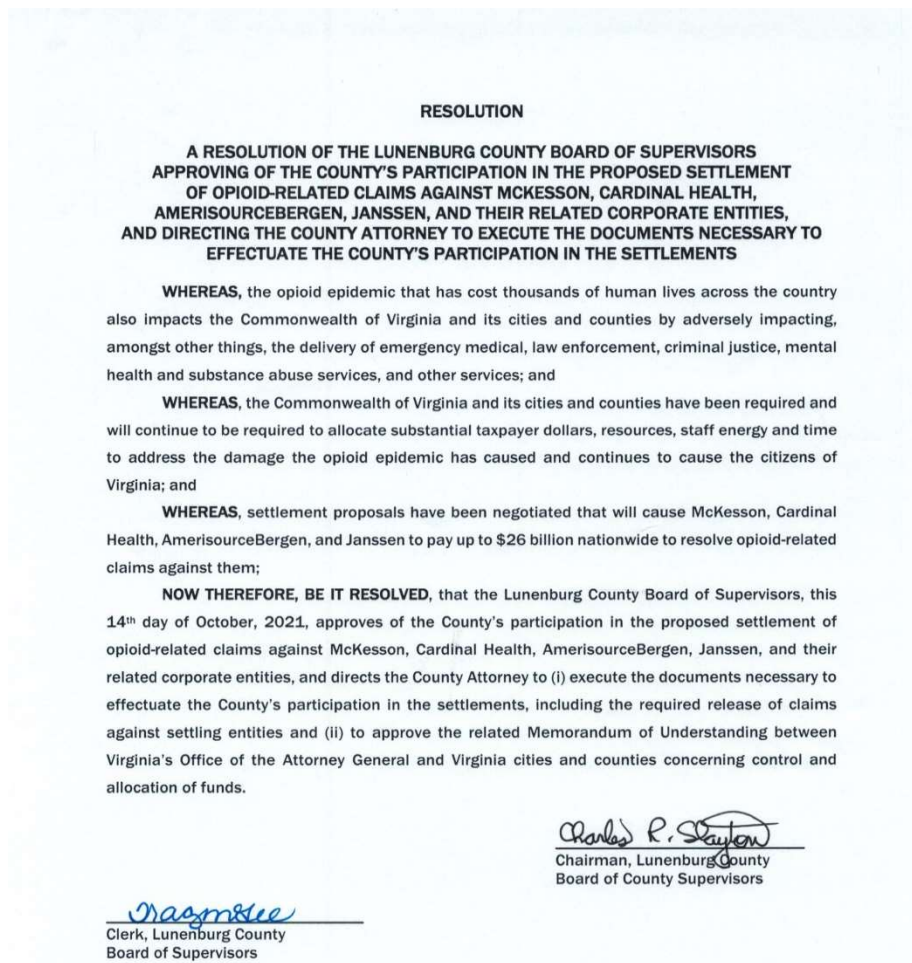 RESOLUTION
A RESOLUTION OF THE LUNENBURG COUNTY BOARD OF SUPERVISORS
APPROVING OF THE COUNTY'S PARTICIPATION IN THE PROPOSED SETTLEMENT
OF OPIOID-RELATED CLAIMS AGAINST MCKESSON, CARDINAL HEALTH,
AMERISOURCEBERGEN, JANSSEN, AND THEIR RELATED CORPORATE ENTITIES,
AND DIRECTING THE COUNTY ATTORNEY TO EXECUTE THE DOCUMENTS NECESSARY TO
EFFECTUATE THE COUNTY'S PARTICIPATION IN THE SETTLEMENTS
WHEREAS, the opioid epidemic that has cost thousands of human lives across the country
also impacts the Commonwealth of Virginia and its cities and counties by adversely impacting,
amongst other things, the delivery of emergency medical, law enforcement, criminal justice, mental
health and substance abuse services, and other services; and
WHEREAS, the Commonwealth of Virginia and its cities and counties have been required and
will continue to be required to allocate substantial taxpayer dollars, resources, staff energy and time
to address the damage the opioid epidemic has caused and continues to cause the citizens of
Virginia; and
WHEREAS, settlement proposals have been negotiated that will cause McKesson, Cardinal
Health, AmerisourceBergen, and Janssen to pay up to $26 billion nationwide to resolve opioid-related
claims against them;
NOW THEREFORE, BE IT RESOLVED, that the Lunenburg County Board of Supervisors, this
14th day of October, 2021, approves of the County's participation in the proposed settlement of
opioid-related claims against McKesson, Cardinal Health, AmerisourceBergen, Janssen, and their
related corporate entities, and directs the County Attorney to (i) execute the documents necessary to
effectuate the County's participation in the settlements, including the required release of claims
against settling entities and (ii) to approve the related Memorandum of Understanding between
Virginia's Office of the Attorney General and Virginia cities and counties concerning control and
allocation of funds.
Charles R. Slayton
Chairman, Lunenburg County
Board of County Supervisors
Clerk, Lunenburg County
Board of Supervisors